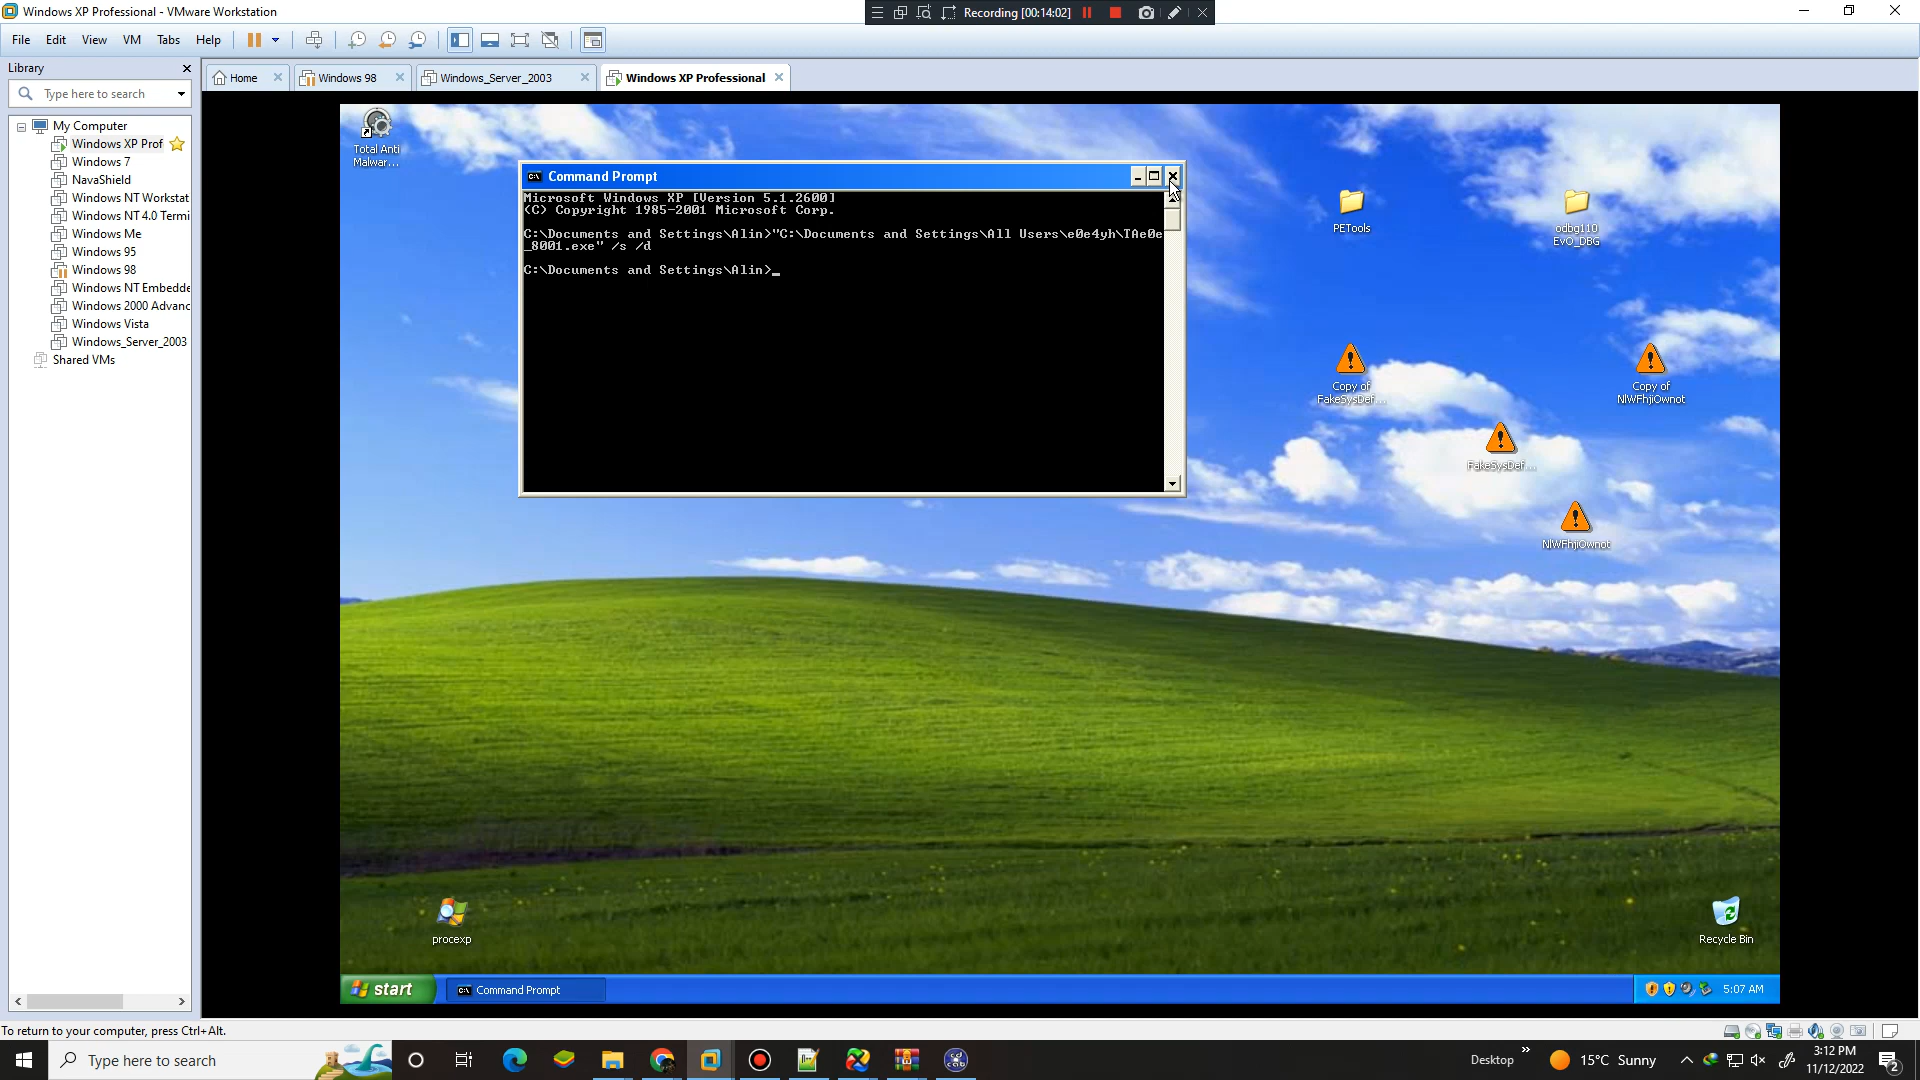 Windows XP Professional - VMware Workstation
Recording [00:14:02]
File Edit View VM Tabs Help
Library
Type here to search
Home
Windows 98
Windows_Server_2003
Windows XP Professional
My Computer
Windows XP Prof
Windows 7
NavaShield
Windows NT Workstat
Windows NT 4.0 Termi
Windows Me
Windows 95
Windows 98
Windows NT Embedde
Windows 2000 Advanc
Windows Vista
Windows_Server_2003
Shared VMs
Total Anti
Malwar...
Command Prompt
Microsoft Windows XP [Version 5.1.2600]
(C) Copyright 1985-2001 Microsoft Corp.
C:\Documents and Settings\Alin>"C:\Documents and Settings\All Users\e0e4yh\TAe0e
_8001.exe" /s /d
C:\Documents and Settings\Alin>_
PETools
odbg110
EvO_DBG
Copy of
FakeSysDef...
Copy of
NlWFhjiOwnot
FakeSysDef...
NlWFhjiOwnot
procexp
Recycle Bin
start
Command Prompt
5:07 AM
To return to your computer, press Ctrl+Alt.
Type here to search
Desktop
15°C Sunny
3:12 PM
11/12/2022
2